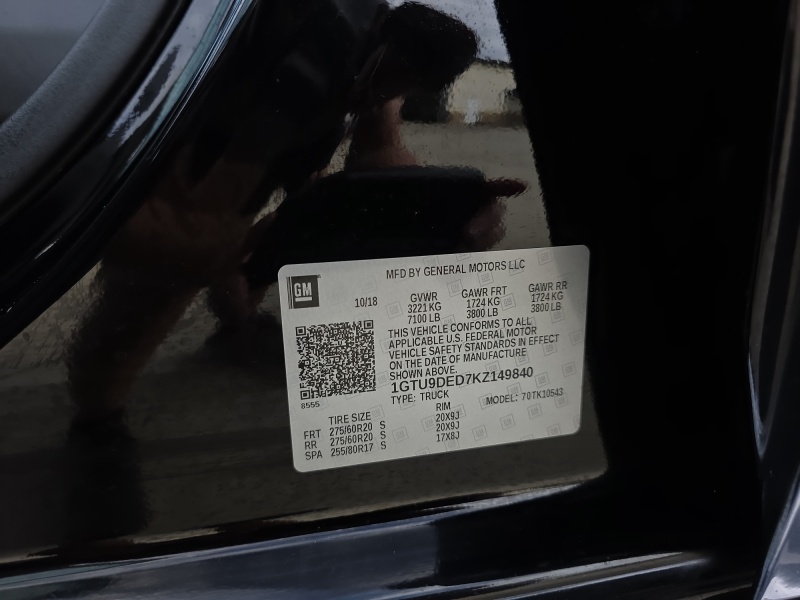 MFD BY GENERAL MOTORS LLC
GM
10/18
GVWR GAWR FRT GAWR RR
3221 KG 1724 KG 1724 KG
7100 LB 3800 LB 3800 LB
THIS VEHICLE CONFORMS TO ALL
APPLICABLE U.S. FEDERAL MOTOR
VEHICLE SAFETY STANDARDS IN EFFECT
ON THE DATE OF MANUFACTURE
SHOWN ABOVE.
1GTU9DED7KZ149840
8555
TYPE: TRUCK MODEL: 70TK10543
TIRE SIZE RIM
FRT 275/60R20 S 20X9J
RR 275/60R20 S 20X9J
SPA 255/80R17 S 17X8J